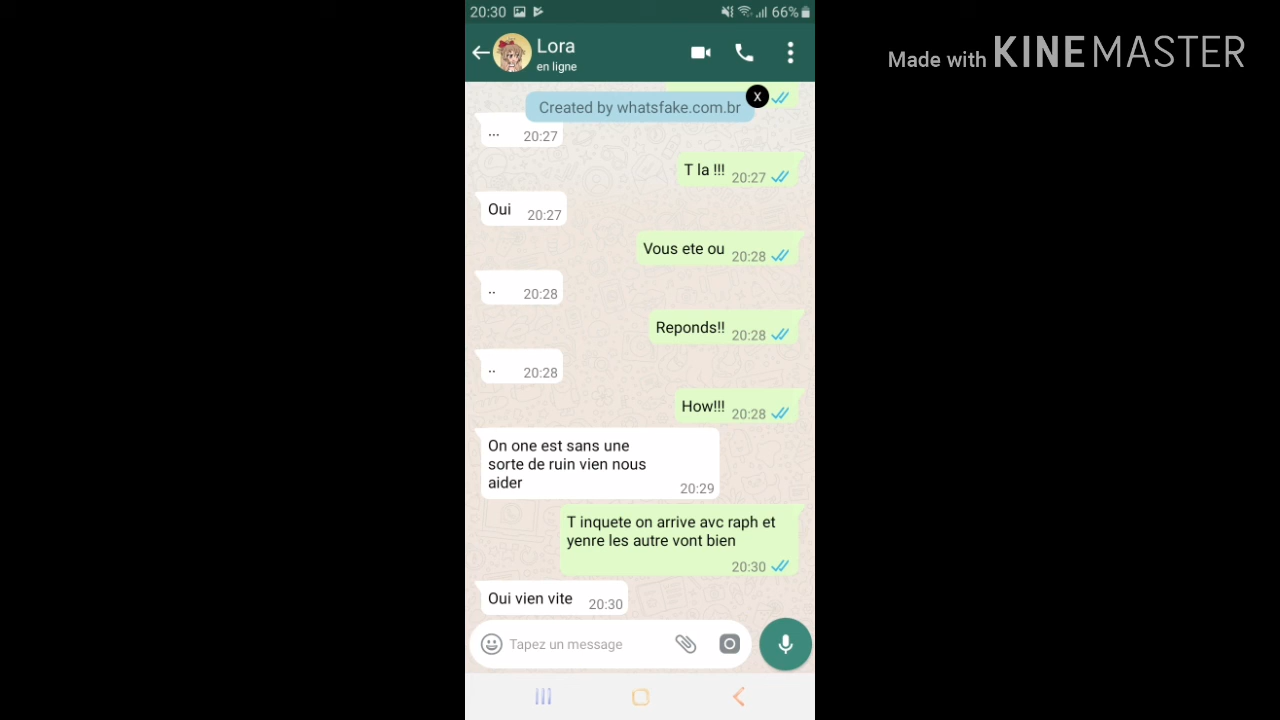 20:30 66%
Made with KINEMASTER
Lora
en ligne
Created by whatsfake.com.br X
... 20:27
T la !!! 20:27
Oui 20:27
Vous ete ou 20:28
.. 20:28
Reponds!! 20:28
.. 20:28
How!!! 20:28
On one est sans une
sorte de ruin vien nous
aider
20:29
T inquete on arrive avc raph et
yenre les autre vont bien
20:30
Oui vien vite 20:30
Tapez un message